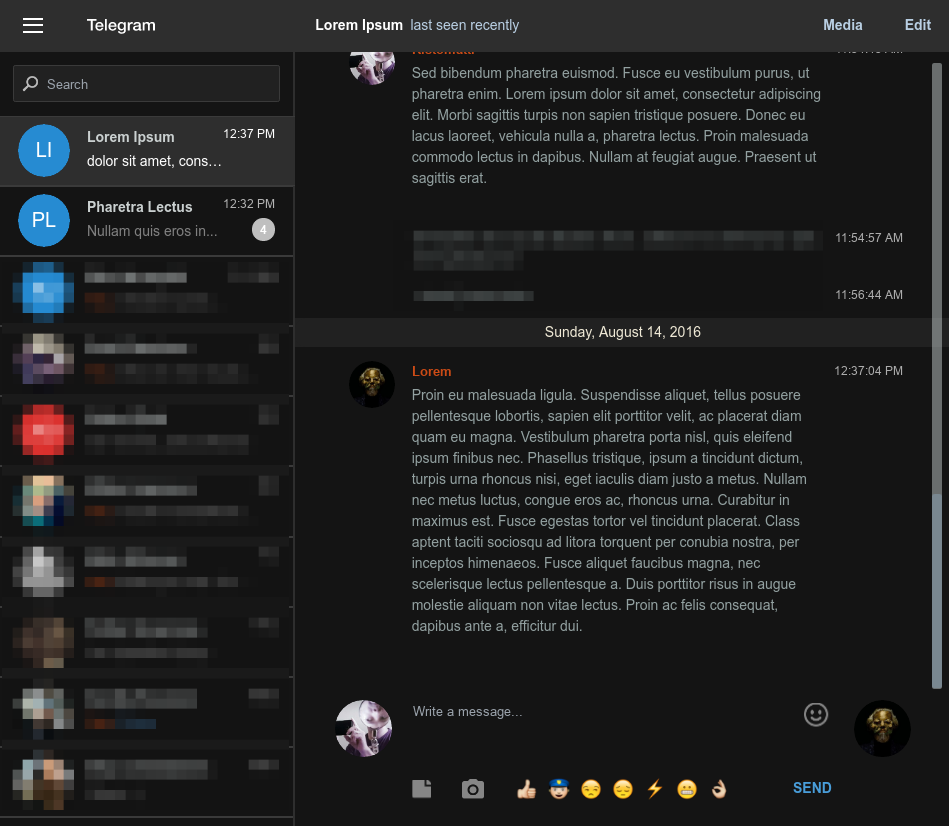 Telegram
Lorem Ipsum last seen recently
Media
Edit
Search
Lorem Ipsum
12:37 PM
dolor sit amet, cons...
Pharetra Lectus
12:32 PM
Nullam quis eros in...
4
Sed bibendum pharetra euismod. Fusce eu vestibulum purus, ut
pharetra enim. Lorem ipsum dolor sit amet, consectetur adipiscing
elit. Morbi sagittis turpis non sapien tristique posuere. Donec eu
lacus laoreet, vehicula nulla a, pharetra lectus. Proin malesuada
commodo lectus in dapibus. Nullam at feugiat augue. Praesent ut
sagittis erat.
11:54:57 AM
11:56:44 AM
Sunday, August 14, 2016
Lorem
12:37:04 PM
Proin eu malesuada ligula. Suspendisse aliquet, tellus posuere
pellentesque lobortis, sapien elit porttitor velit, ac placerat diam
quam eu magna. Vestibulum pharetra porta nisl, quis eleifend
ipsum finibus nec. Phasellus tristique, ipsum a tincidunt dictum,
turpis urna rhoncus nisi, eget iaculis diam justo a metus. Nullam
nec metus luctus, congue eros ac, rhoncus urna. Curabitur in
maximus est. Fusce egestas tortor vel tincidunt placerat. Class
aptent taciti sociosqu ad litora torquent per conubia nostra, per
inceptos himenaeos. Fusce aliquet faucibus magna, nec
scelerisque lectus pellentesque a. Duis porttitor risus in augue
molestie aliquam non vitae lectus. Proin ac felis consequat,
dapibus ante a, efficitur dui.
Write a message...
SEND
LI
PL